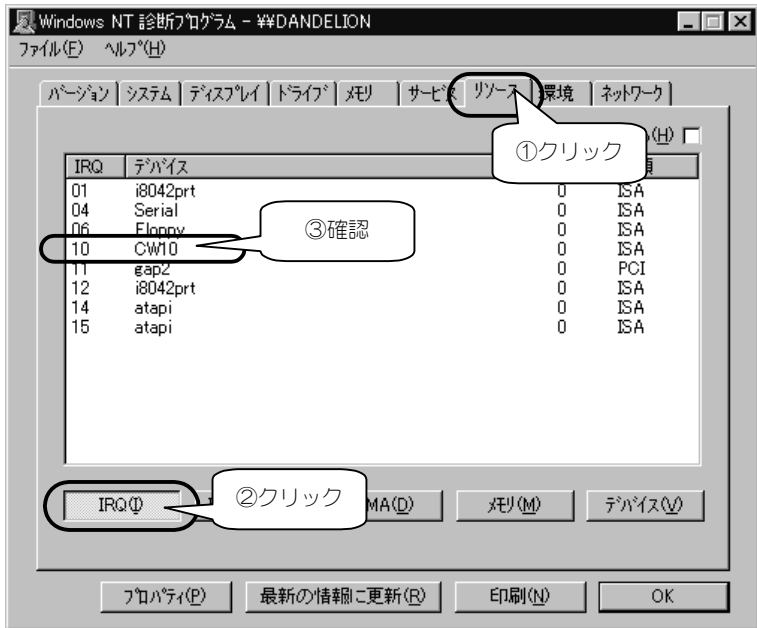 Windows NT 診断ﾌﾟﾛｸﾞﾗﾑ - ¥¥DANDELION
ﾌｧｲﾙ(F) ﾍﾙﾌﾟ(H)
ﾊﾞｰｼﾞｮﾝ ｼｽﾃﾑ ﾃﾞｨｽﾌﾟﾚｲ ﾄﾞﾗｲﾌﾞ ﾒﾓﾘ ｻｰﾋﾞｽ ﾘｿｰｽ 環境 ﾈｯﾄﾜｰｸ
(H)
①クリック
IRQ ﾃﾞﾊﾞｲｽ
01 i8042prt 0 ISA
04 Serial 0 ISA
06 Floppy 0 ISA
③確認
10 CW10 0 ISA
11 gap2 0 PCI
12 i8042prt 0 ISA
14 atapi 0 ISA
15 atapi 0 ISA
IRQ(I) ②クリック MA(D) ﾒﾓﾘ(M) ﾃﾞﾊﾞｲｽ(V)
ﾌﾟﾛﾊﾟﾃｨ(P) 最新の情報に更新(R) 印刷(N) OK